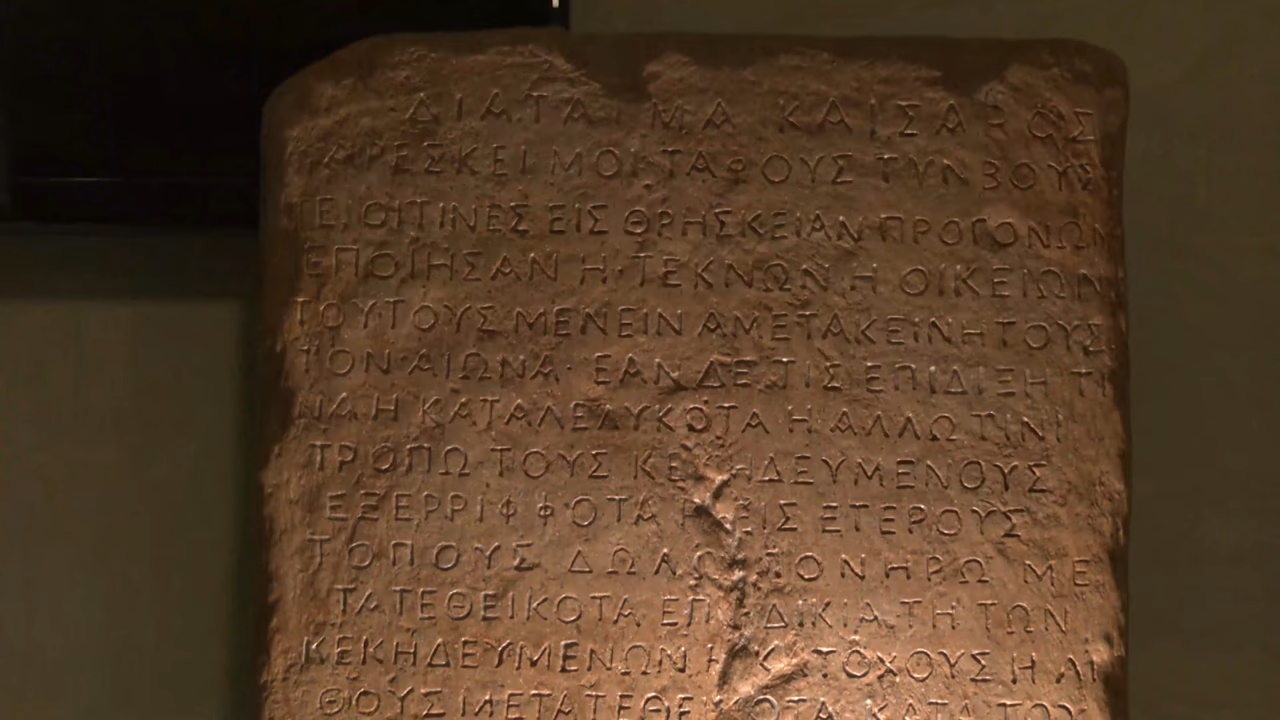 ΔΙΑΤΑΓΜΑ ΚΑΙΣΑΡΟΣ
ΑΡΕΣΚΕΙ ΜΟΙ ΤΑΦΟΥΣ ΤΥΝΒΟΥΣ
ΤΕ ΟΙΤΙΝΕΣ ΕΙΣ ΘΡΗΣΚΕΙΑΝ ΠΡΟΓΟΝΩΝ
ΕΠΟΙΗΣΑΝ Η ΤΕΚΝΩΝ Η ΟΙΚΕΙΩΝ
ΤΟΥΤΟΥΣ ΜΕΝΕΙΝ ΑΜΕΤΑΚΕΙΝΗΤΟΥΣ
ΤΟΝ ΑΙΩΝΑ ΕΑΝ ΔΕ ΤΙΣ ΕΠΙΔΙΞΗ ΤΙ
ΝΑ Η ΚΑΤΑΛΕΛΥΚΟΤΑ Η ΑΛΛΩ ΤΙΝΙ
ΤΡΟΠΩ ΤΟΥΣ ΚΕΚΗΔΕΥΜΕΝΟΥΣ
ΕΞΕΡΡΙΦΦΟΤΑ Η ΕΙΣ ΕΤΕΡΟΥΣ
ΤΟΠΟΥΣ ΔΩΛΩ ΠΟΝΗΡΩ ΜΕ
ΤΑΤΕΘΕΙΚΟΤΑ ΕΠ ΑΔΙΚΙΑ ΤΗ ΤΩΝ
ΚΕΚΗΔΕΥΜΕΝΩΝ Η ΚΑΤΟΧΟΥΣ Η ΛΙ
ΘΟΥΣ ΜΕΤΑΤΕΘΕΙΚΟΤΑ ΚΑΤΑ ΤΟΥ